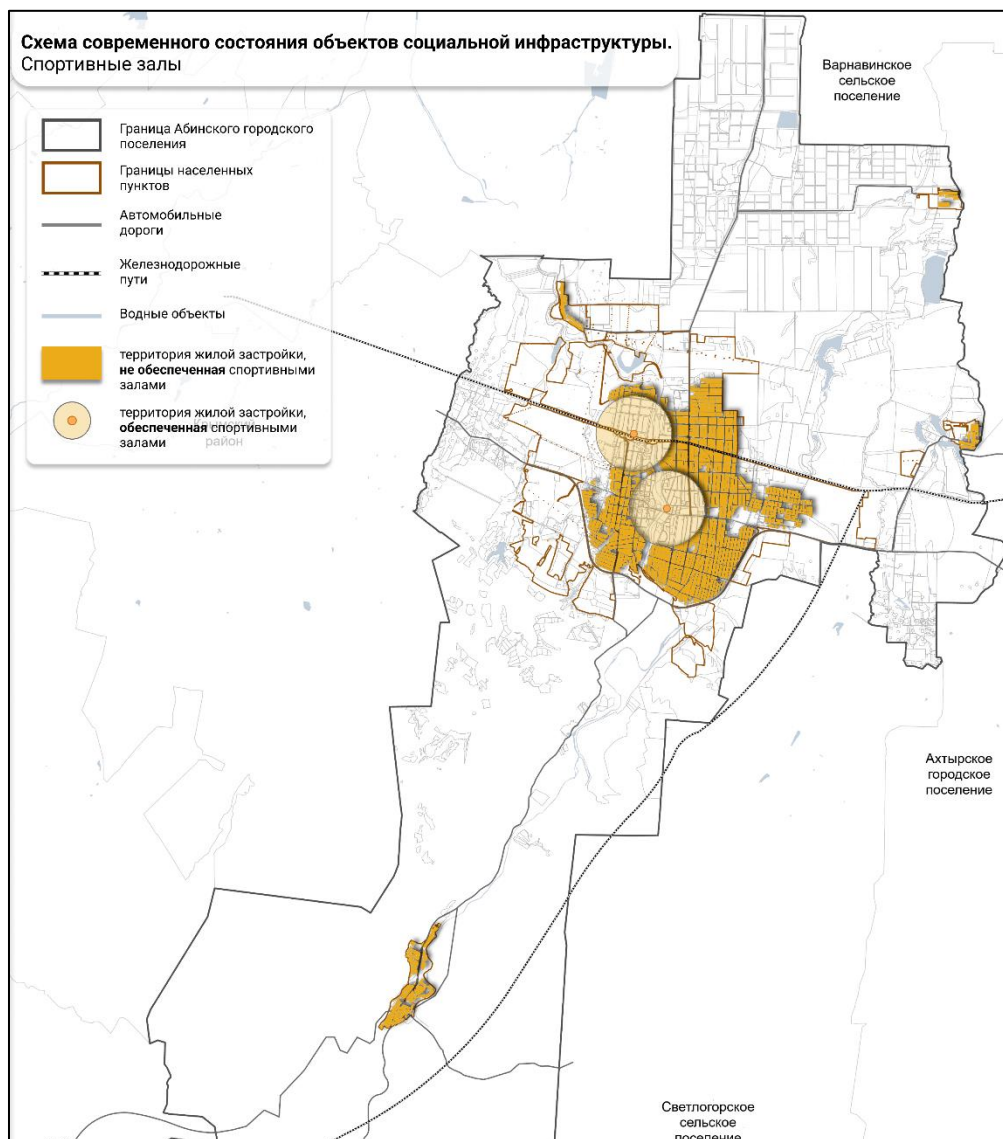 Схема современного состояния объектов социальной инфраструктуры.
Спортивные залы
Варнавинское
сельское
поселение
Граница Абинского городского
поселения
Границы населенных
пунктов
Автомобильные
дороги
Железнодорожные
пути
Водные объекты
территория жилой застройки,
не обеспеченная спортивными
залами
территория жилой застройки,
обеспеченная спортивными
залами
Крымский
район
Ахтырское
городское
поселение
Светлогорское
сельское
поселение